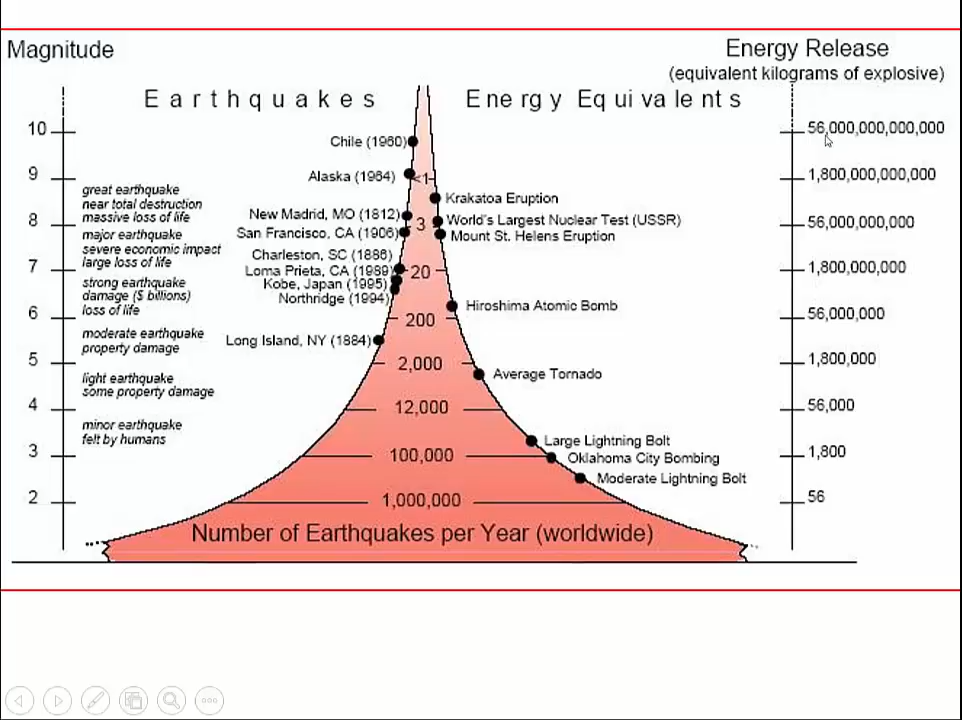 Magnitude
Energy Release
(equivalent kilograms of explosive)
Earthquakes
Energy Equivalents
10
9
8
7
6
5
4
3
2
great earthquake
near total destruction
massive loss of life
major earthquake
severe economic impact
large loss of life
strong earthquake
damage ($ billions)
loss of life
moderate earthquake
property damage
light earthquake
some property damage
minor earthquake
felt by humans
Chile (1960)
Alaska (1964)
New Madrid, MO (1812)
San Francisco, CA (1906)
Charleston, SC (1886)
Loma Prieta, CA (1989)
Kobe, Japan (1995)
Northridge (1994)
Long Island, NY (1884)
<1
3
20
200
2,000
12,000
100,000
1,000,000
Number of Earthquakes per Year (worldwide)
Krakatoa Eruption
World's Largest Nuclear Test (USSR)
Mount St. Helens Eruption
Hiroshima Atomic Bomb
Average Tornado
Large Lightning Bolt
Oklahoma City Bombing
Moderate Lightning Bolt
56,000,000,000,000
1,800,000,000,000
56,000,000,000
1,800,000,000
56,000,000
1,800,000
56,000
1,800
56